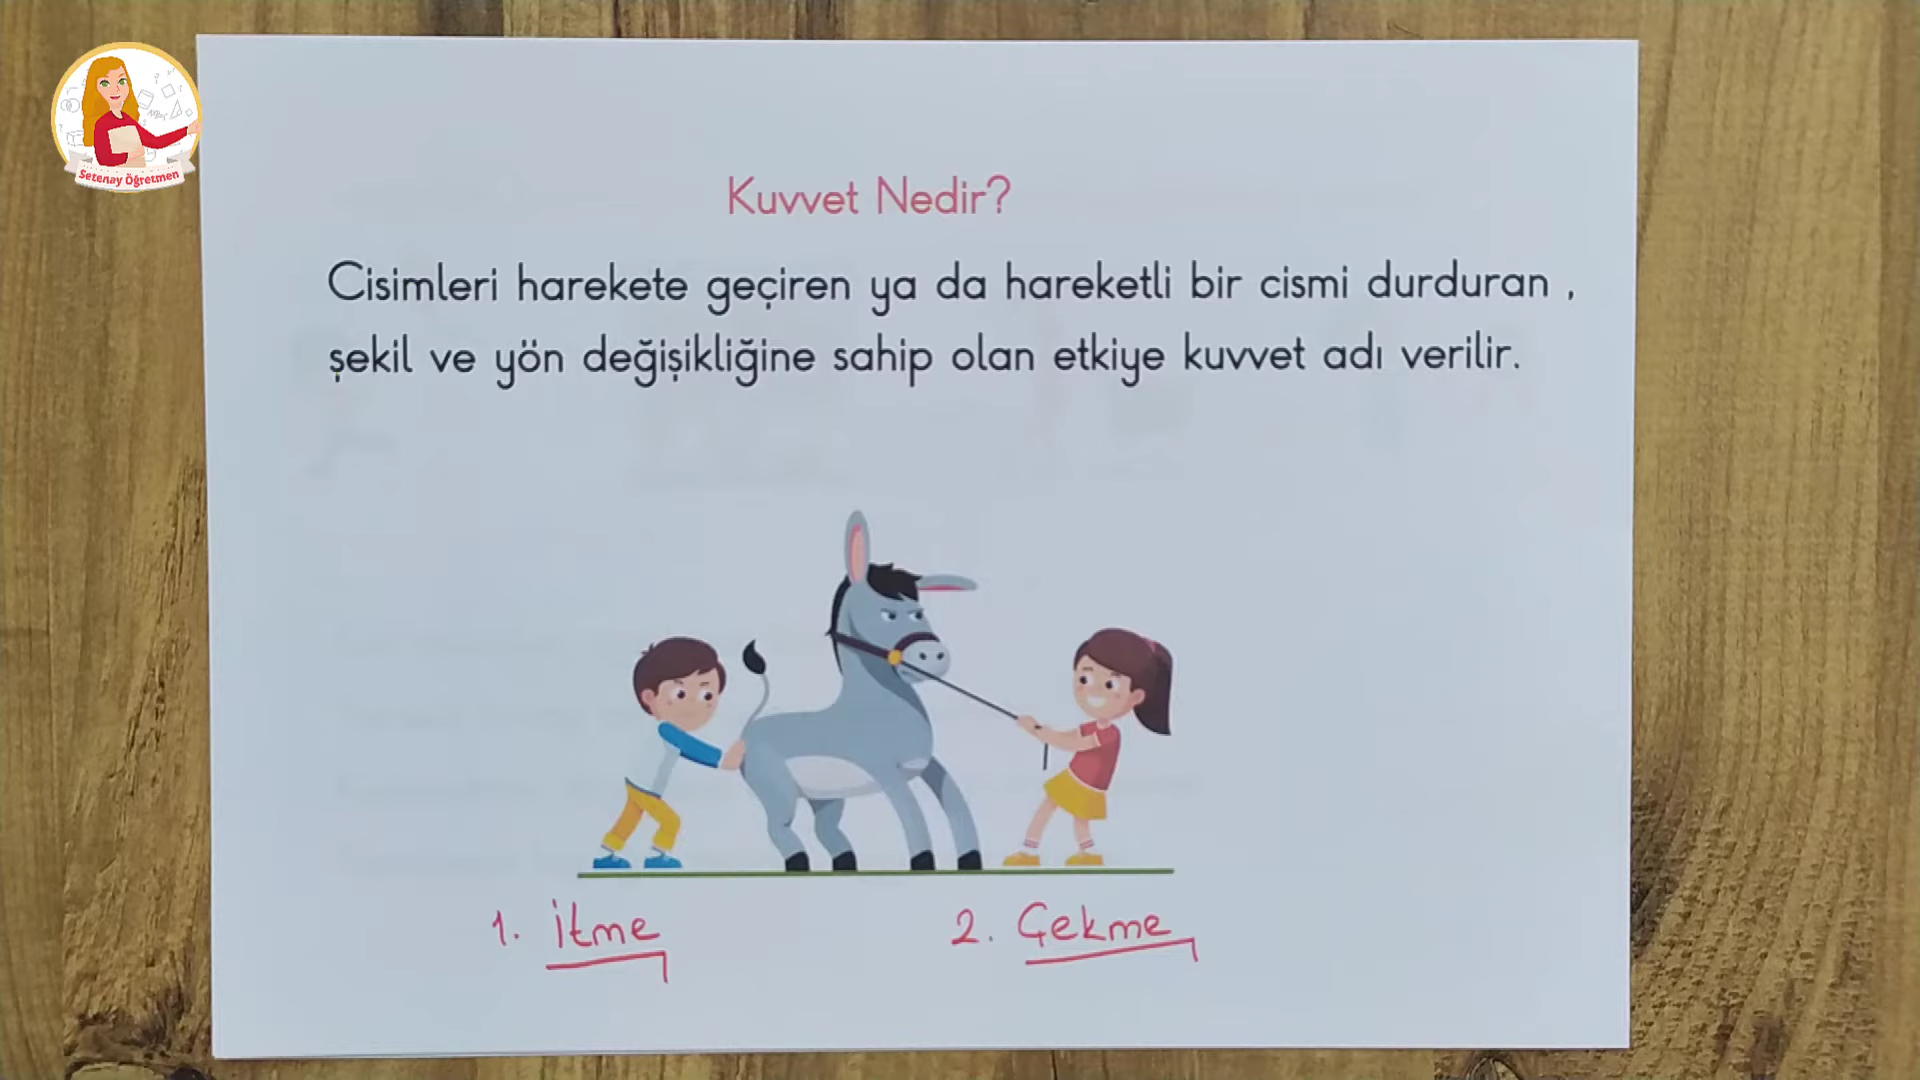 Setenay Öğretmen
Kuvvet Nedir?
Cisimleri harekete geçiren ya da hareketli bir cismi durduran ,
şekil ve yön değişikliğine sahip olan etkiye kuvvet adı verilir.
1. İtme
2. Çekme